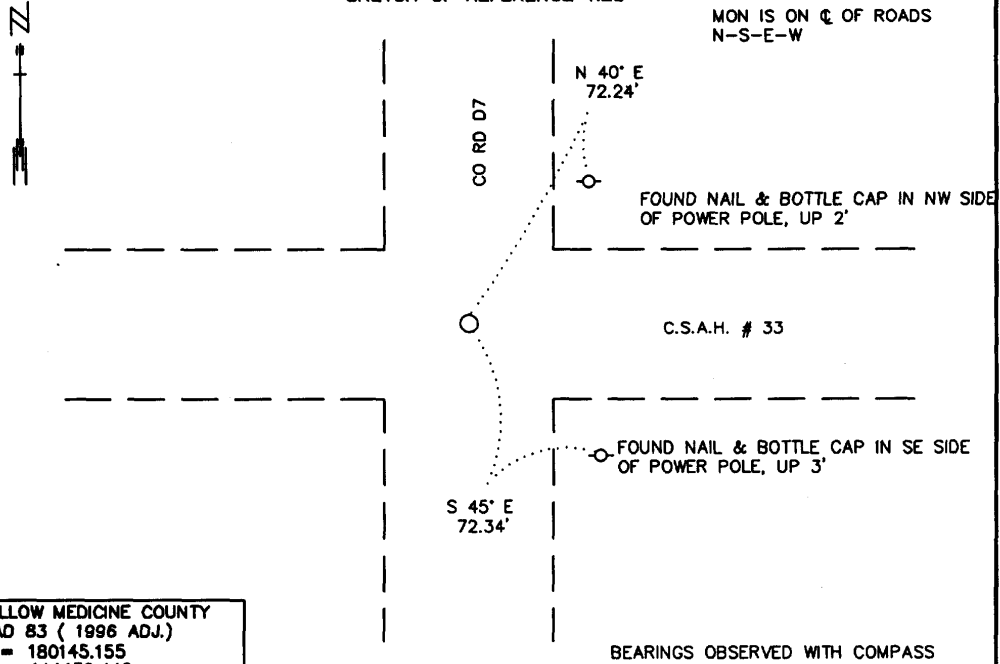 MON IS ON ℄ OF ROADS
N-S-E-W
N
N 40° E
72.24'
CO RD D7
FOUND NAIL & BOTTLE CAP IN NW SIDE
OF POWER POLE, UP 2'
C.S.A.H. # 33
FOUND NAIL & BOTTLE CAP IN SE SIDE
OF POWER POLE, UP 3'
S 45° E
72.34'
LLOW MEDICINE COUNTY
AD 83 ( 1996 ADJ.)
= 180145.155
BEARINGS OBSERVED WITH COMPASS